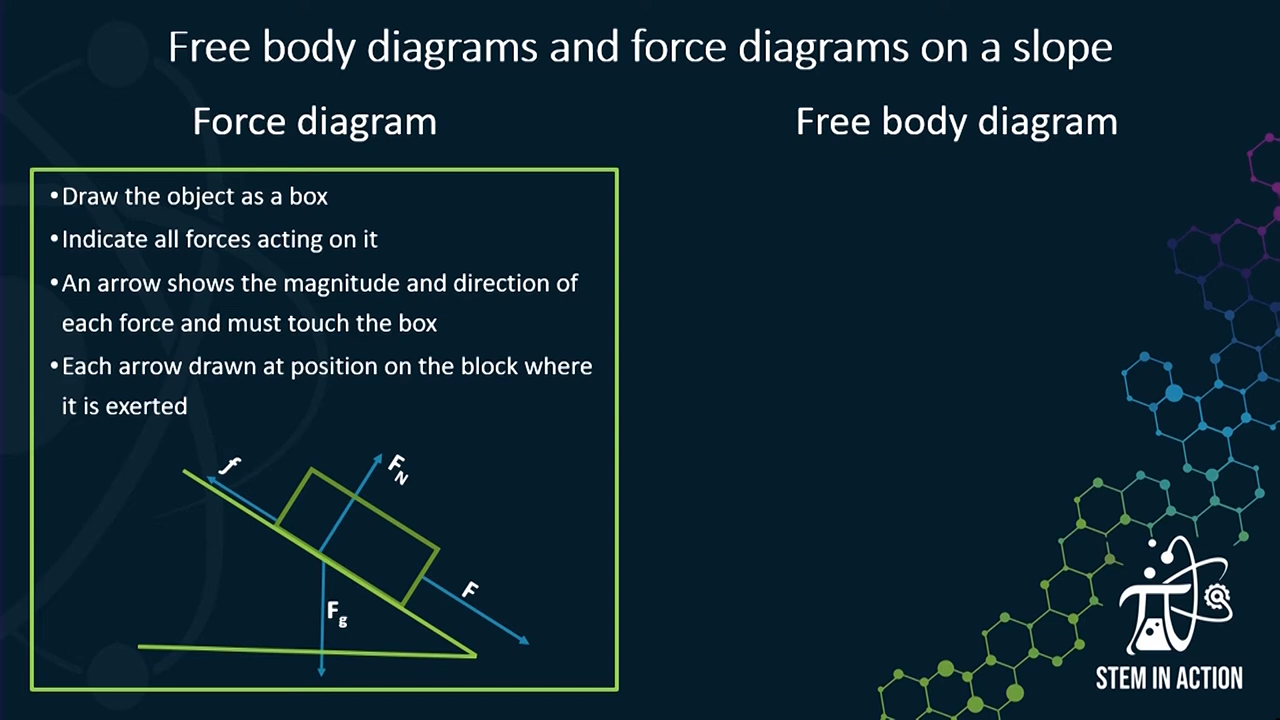 Free body diagrams and force diagrams on a slope
Force diagram
Free body diagram
•Draw the object as a box
•Indicate all forces acting on it
•An arrow shows the magnitude and direction of
each force and must touch the box
•Each arrow drawn at position on the block where
it is exerted
f
FN
F
Fg
STEM IN ACTION